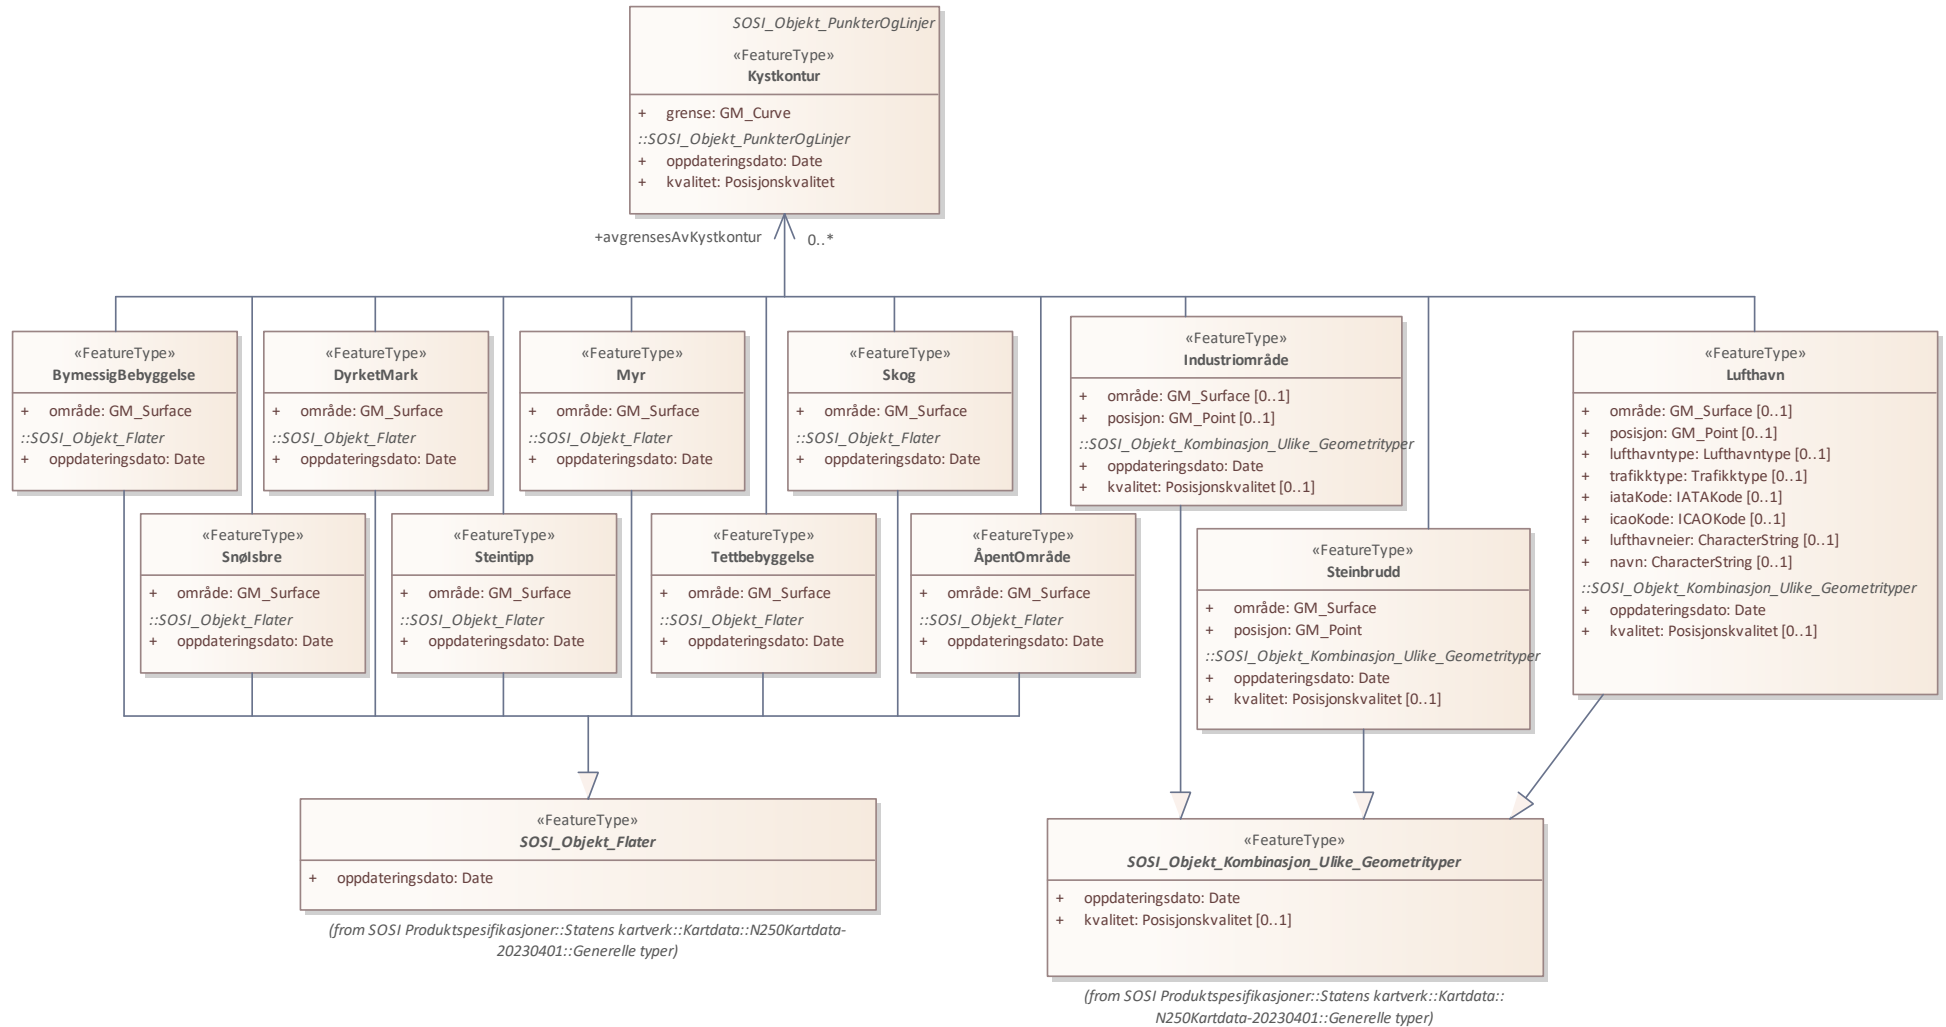 SOSI_Objekt_PunkterOgLinjer
«FeatureType»
Kystkontur
+ grense: GM_Curve
::SOSI_Objekt_PunkterOgLinjer
+ oppdateringsdato: Date
+ kvalitet: Posisjonskvalitet
+avgrensesAvKystkontur
0..*
«FeatureType»
BymessigBebyggelse
+ område: GM_Surface
::SOSI_Objekt_Flater
+ oppdateringsdato: Date
«FeatureType»
DyrketMark
+ område: GM_Surface
::SOSI_Objekt_Flater
+ oppdateringsdato: Date
«FeatureType»
Myr
+ område: GM_Surface
::SOSI_Objekt_Flater
+ oppdateringsdato: Date
«FeatureType»
Skog
+ område: GM_Surface
::SOSI_Objekt_Flater
+ oppdateringsdato: Date
«FeatureType»
Industriområde
+ område: GM_Surface [0..1]
+ posisjon: GM_Point [0..1]
::SOSI_Objekt_Kombinasjon_Ulike_Geometrityper
+ oppdateringsdato: Date
+ kvalitet: Posisjonskvalitet [0..1]
«FeatureType»
Lufthavn
+ område: GM_Surface [0..1]
+ posisjon: GM_Point [0..1]
+ lufthavntype: Lufthavntype [0..1]
+ trafikktype: Trafikktype [0..1]
+ iataKode: IATAKode [0..1]
+ icaoKode: ICAOKode [0..1]
+ lufthavneier: CharacterString [0..1]
+ navn: CharacterString [0..1]
::SOSI_Objekt_Kombinasjon_Ulike_Geometrityper
+ oppdateringsdato: Date
+ kvalitet: Posisjonskvalitet [0..1]
«FeatureType»
SnøIsbre
+ område: GM_Surface
::SOSI_Objekt_Flater
+ oppdateringsdato: Date
«FeatureType»
Steintipp
+ område: GM_Surface
::SOSI_Objekt_Flater
+ oppdateringsdato: Date
«FeatureType»
Tettbebyggelse
+ område: GM_Surface
::SOSI_Objekt_Flater
+ oppdateringsdato: Date
«FeatureType»
ÅpentOmråde
+ område: GM_Surface
::SOSI_Objekt_Flater
+ oppdateringsdato: Date
«FeatureType»
Steinbrudd
+ område: GM_Surface
+ posisjon: GM_Point
::SOSI_Objekt_Kombinasjon_Ulike_Geometrityper
+ oppdateringsdato: Date
+ kvalitet: Posisjonskvalitet [0..1]
«FeatureType»
SOSI_Objekt_Flater
+ oppdateringsdato: Date
(from SOSI Produktspesifikasjoner::Statens kartverk::Kartdata::N250Kartdata-
20230401::Generelle typer)
«FeatureType»
SOSI_Objekt_Kombinasjon_Ulike_Geometrityper
+ oppdateringsdato: Date
+ kvalitet: Posisjonskvalitet [0..1]
(from SOSI Produktspesifikasjoner::Statens kartverk::Kartdata::
N250Kartdata-20230401::Generelle typer)